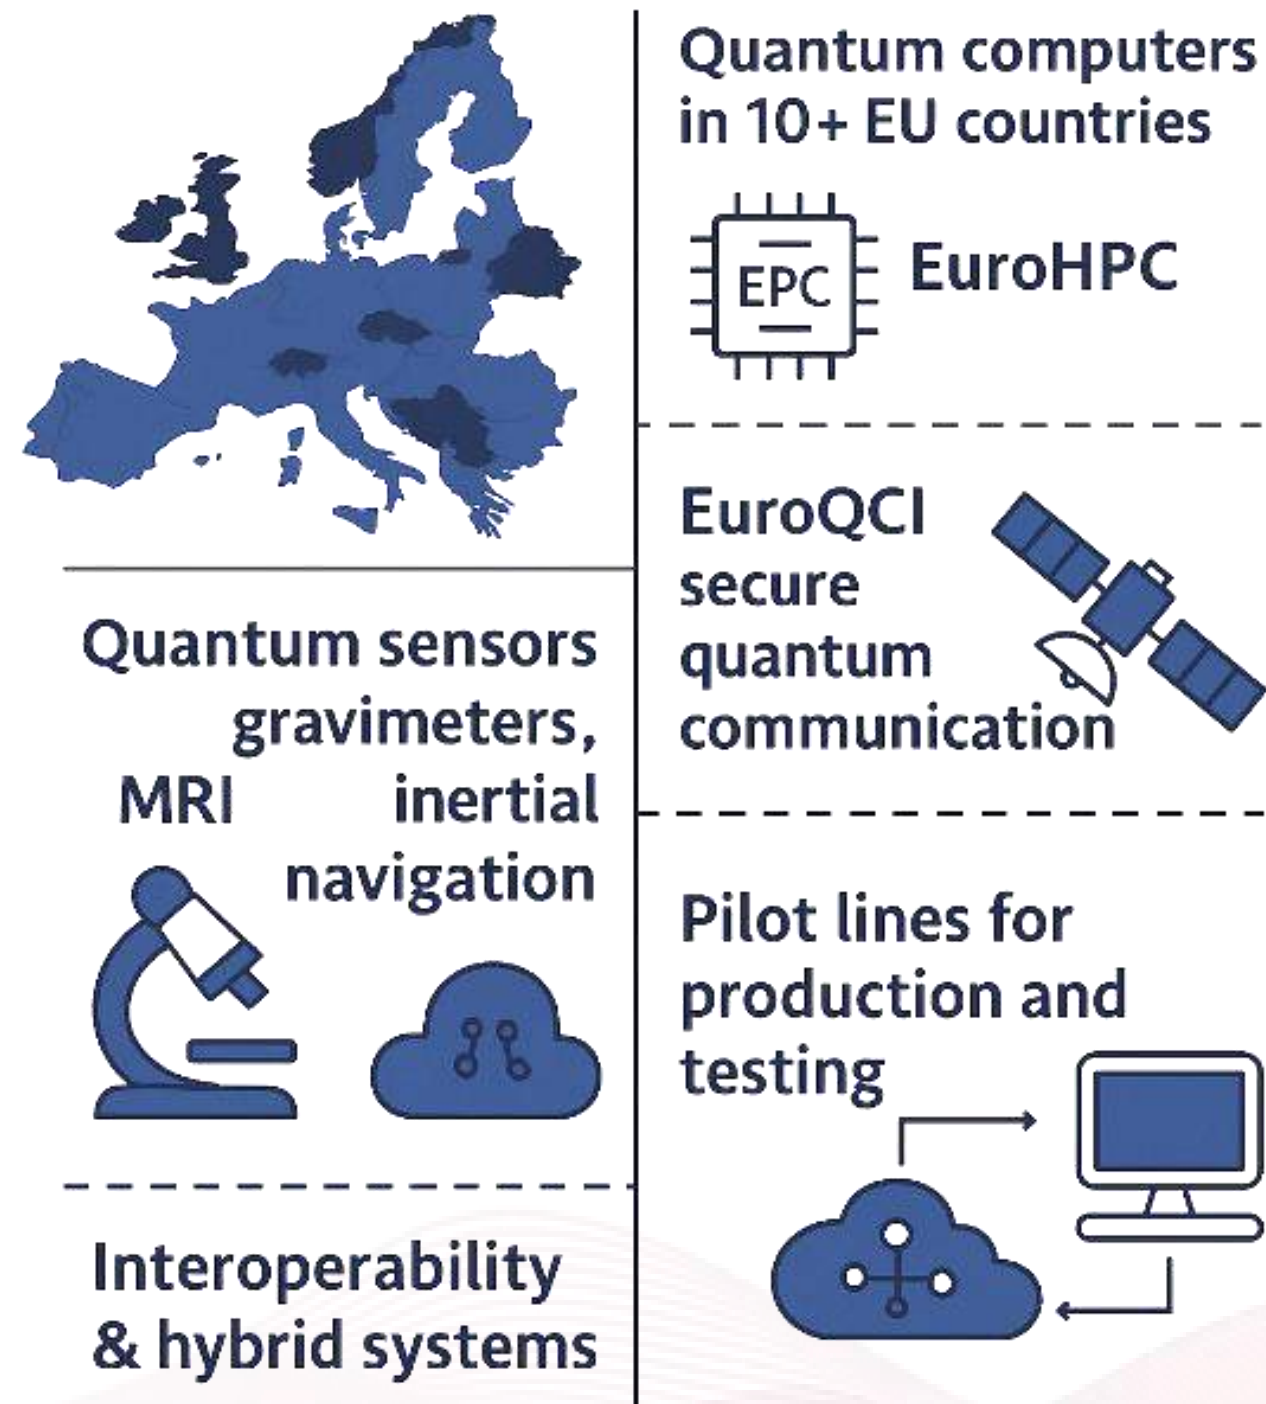 Quantum computers
in 10+ EU countries
EPC
EuroHPC
EuroQCI
secure
quantum
communication
Quantum sensors
gravimeters,
MRI inertial
navigation
Pilot lines for
production and
testing
Interoperability
& hybrid systems